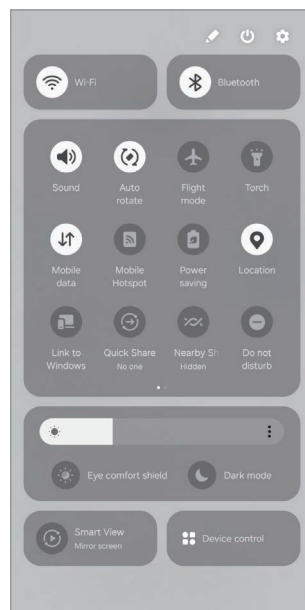 Wi-Fi
Bluetooth
Sound
Auto
rotate
Flight
mode
Torch
Mobile
data
Mobile
Hotspot
Power
saving
Location
Link to
Windows
Quick Share
No one
Nearby Sh
Hidden
Do not
disturb
Eye comfort shield
Dark mode
Smart View
Mirror screen
Device control